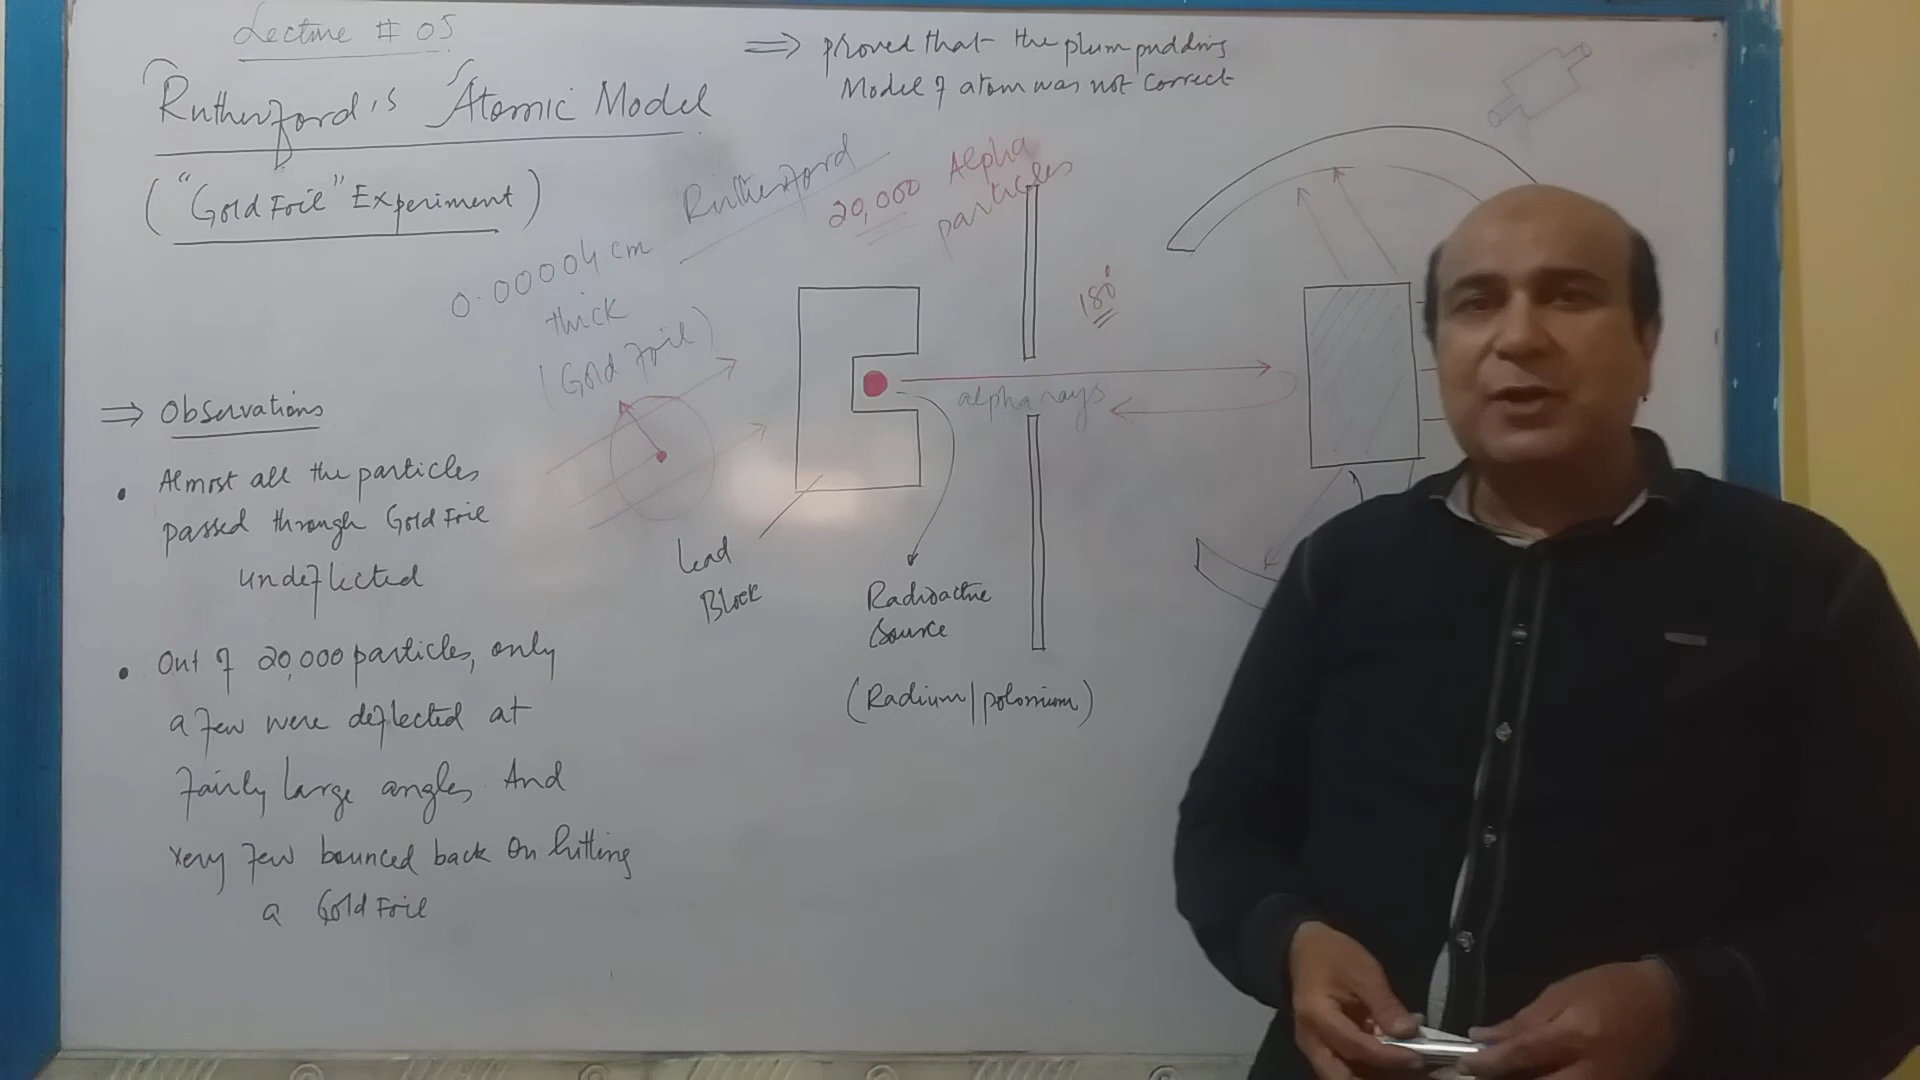 Lecture # 05
Rutherford's Atomic Model
("Gold Foil" Experiment)
⇒ proved that the plum pudding
Model of atom was not correct
Rutherford
20,000 Alpha
particles
0.00004 cm
thick
(Gold Foil)
180°
alpha rays
Lead
Block
Radioactive
Source
(Radium/polonium)
⇒ Observations
• Almost all the particles
passed through Gold Foil
undeflected
• Out of 20,000 particles, only
a few were deflected at
fairly large angles And
very few bounced back on hitting
a Gold Foil